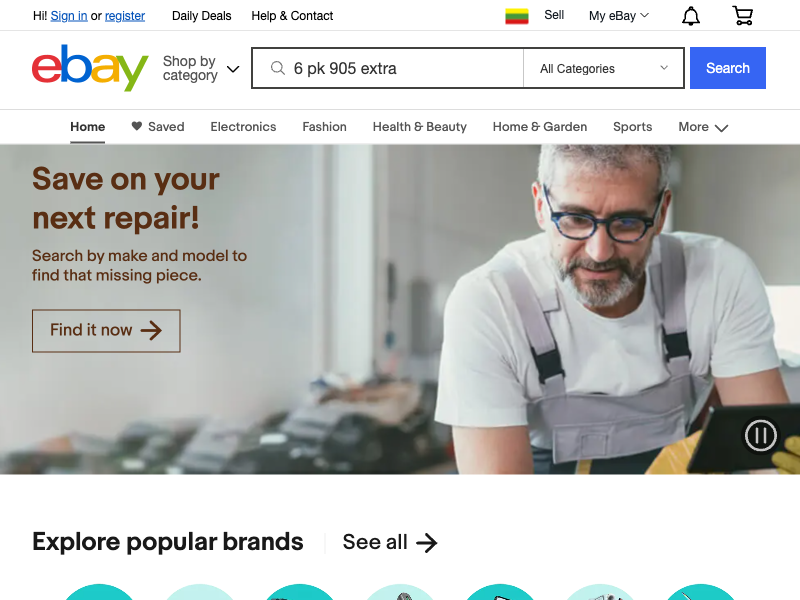 Hi! Sign in or register
Daily Deals
Help & Contact
Sell
My eBay
ebay
Shop by
category
6 pk 905 extra
All Categories
Search
Home
Saved
Electronics
Fashion
Health & Beauty
Home & Garden
Sports
More
Save on your
next repair!
Search by make and model to
find that missing piece.
Find it now
Explore popular brands
See all